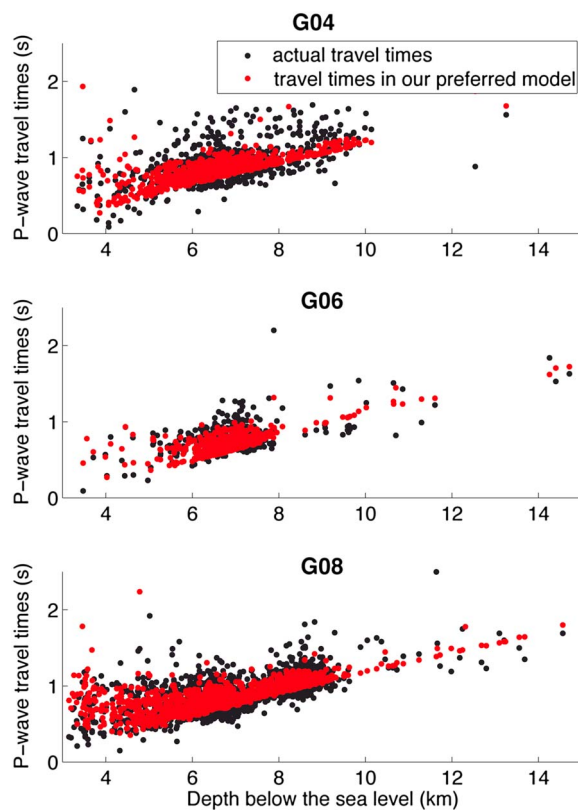 G04
actual travel times
travel times in our preferred model
P-wave travel times (s)
2
1
0
4 6 8 10 12 14
G06
P-wave travel times (s)
2
1
0
4 6 8 10 12 14
G08
P-wave travel times (s)
2
1
0
4 6 8 10 12 14
Depth below the sea level (km)